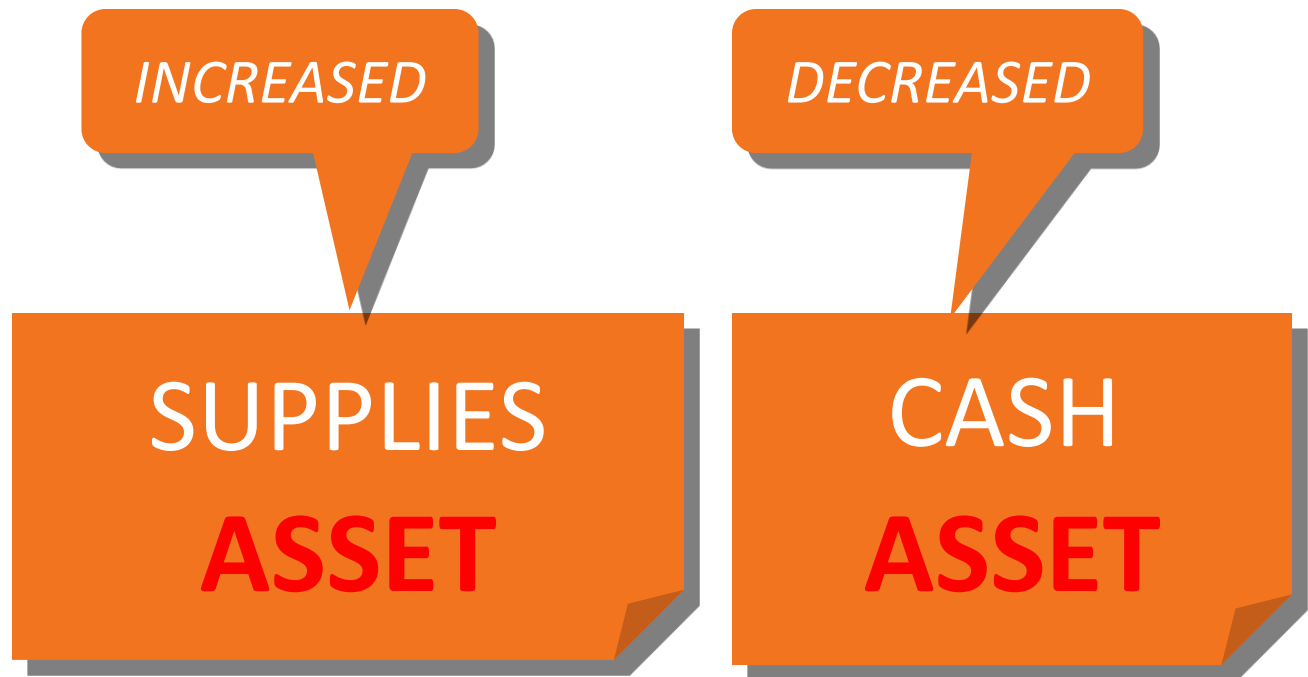 INCREASED
DECREASED
SUPPLIES
ASSET
CASH
ASSET